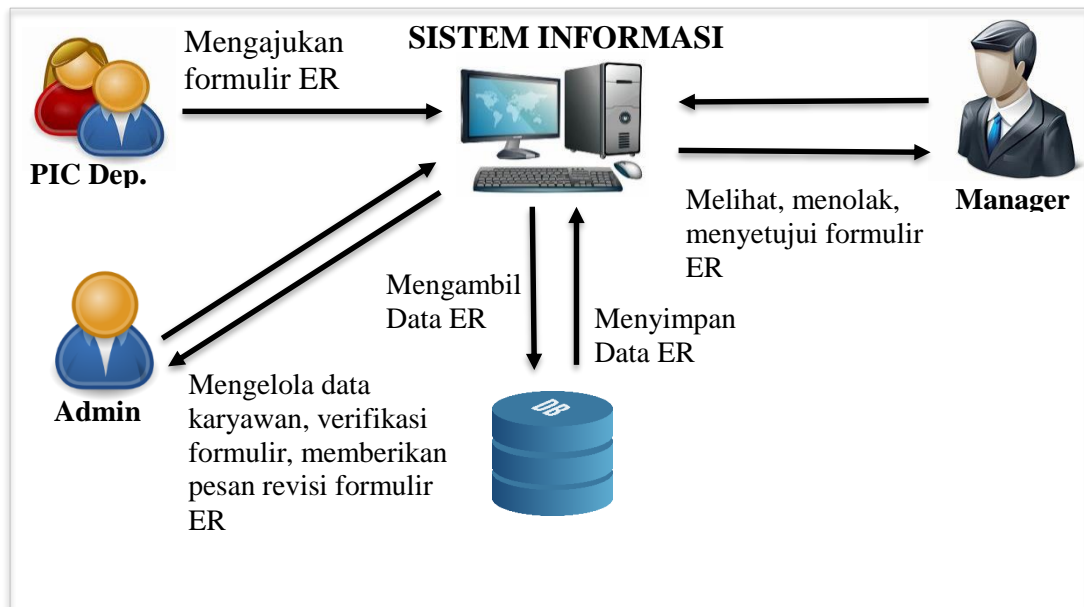 Mengajukan
formulir ER
SISTEM INFORMASI
PIC Dep.
Manager
Melihat, menolak,
menyetujui formulir
ER
Mengambil
Data ER
Menyimpan
Data ER
Admin
Mengelola data
karyawan, verifikasi
formulir, memberikan
pesan revisi formulir
ER
DB